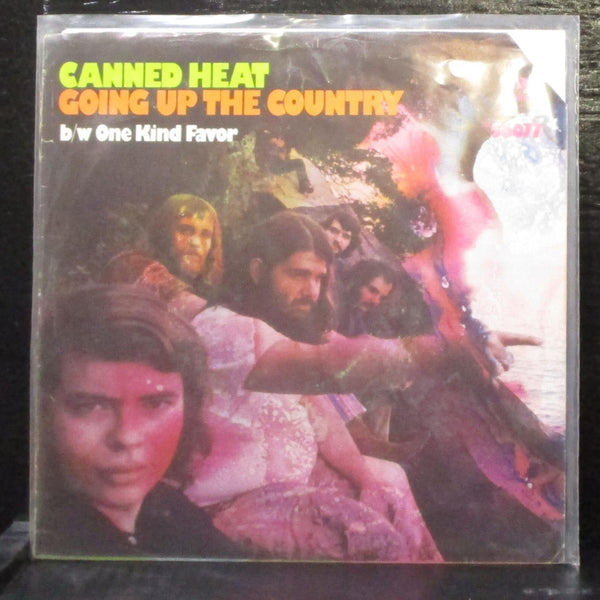 CANNED HEAT
GOING UP THE COUNTRY
b/w One Kind Favor